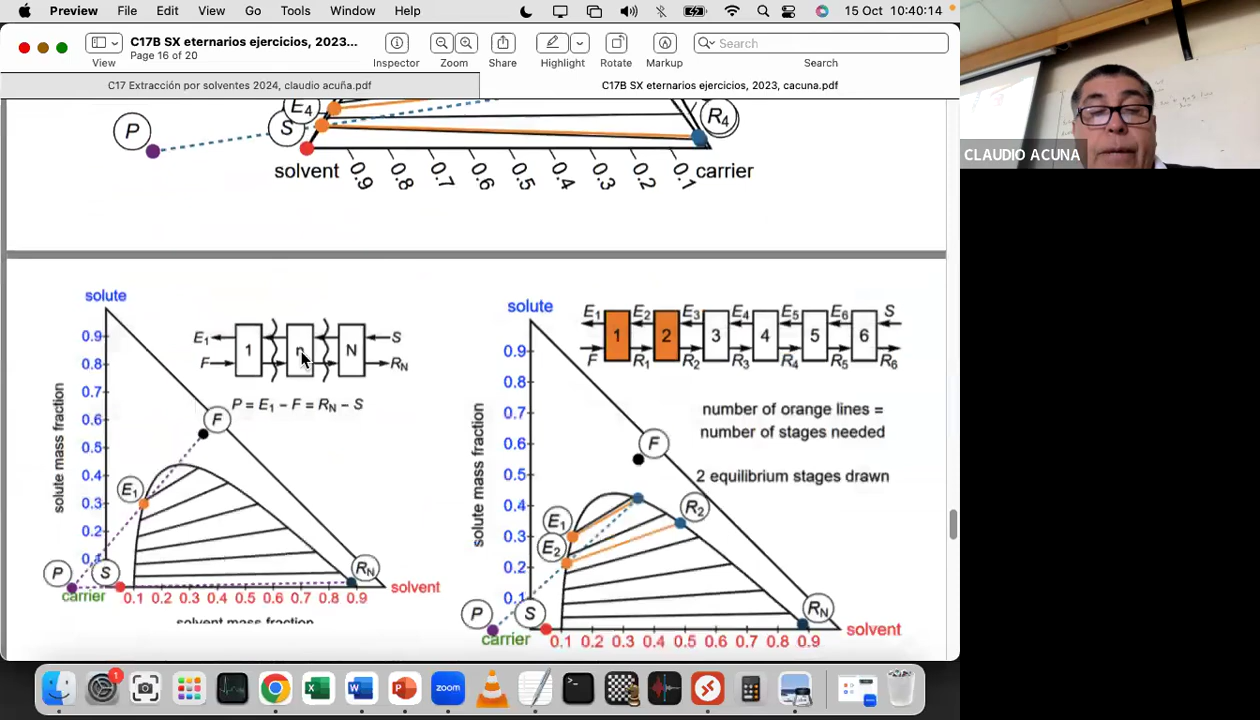 Preview File Edit View Go Tools Window Help 15 Oct 10:40:14
C17B SX eternarios ejercicios, 2023...
Page 16 of 20
Search
View Inspector Zoom Share Highlight Rotate Markup Search
C17 Extracción por solventes 2024, claudio acuña.pdf
C17B SX eternarios ejercicios, 2023, cacuna.pdf
E4
P S R4
solvent 0.9 0.8 0.7 0.6 0.5 0.4 0.3 0.2 0.1 carrier
CLAUDIO ACUNA
solute
E1 S
1 n N
F RN
P = E1 – F = RN – S
0.9
0.8
0.7
0.6
0.5
0.4
0.3
0.2
solute mass fraction
F
E1
P S RN
carrier 0.1 0.2 0.3 0.4 0.5 0.6 0.7 0.8 0.9 solvent
solvent mass fraction
solute
E1 E2 E3 E4 E5 E6 S
1 2 3 4 5 6
F R1 R2 R3 R4 R5 R6
number of orange lines =
number of stages needed
2 equilibrium stages drawn
0.9
0.8
0.7
0.6
0.5
0.4
0.3
0.2
0.1
solute mass fraction
F
E1
E2
R2
P S RN
carrier 0.1 0.2 0.3 0.4 0.5 0.6 0.7 0.8 0.9 solvent
1
zoom